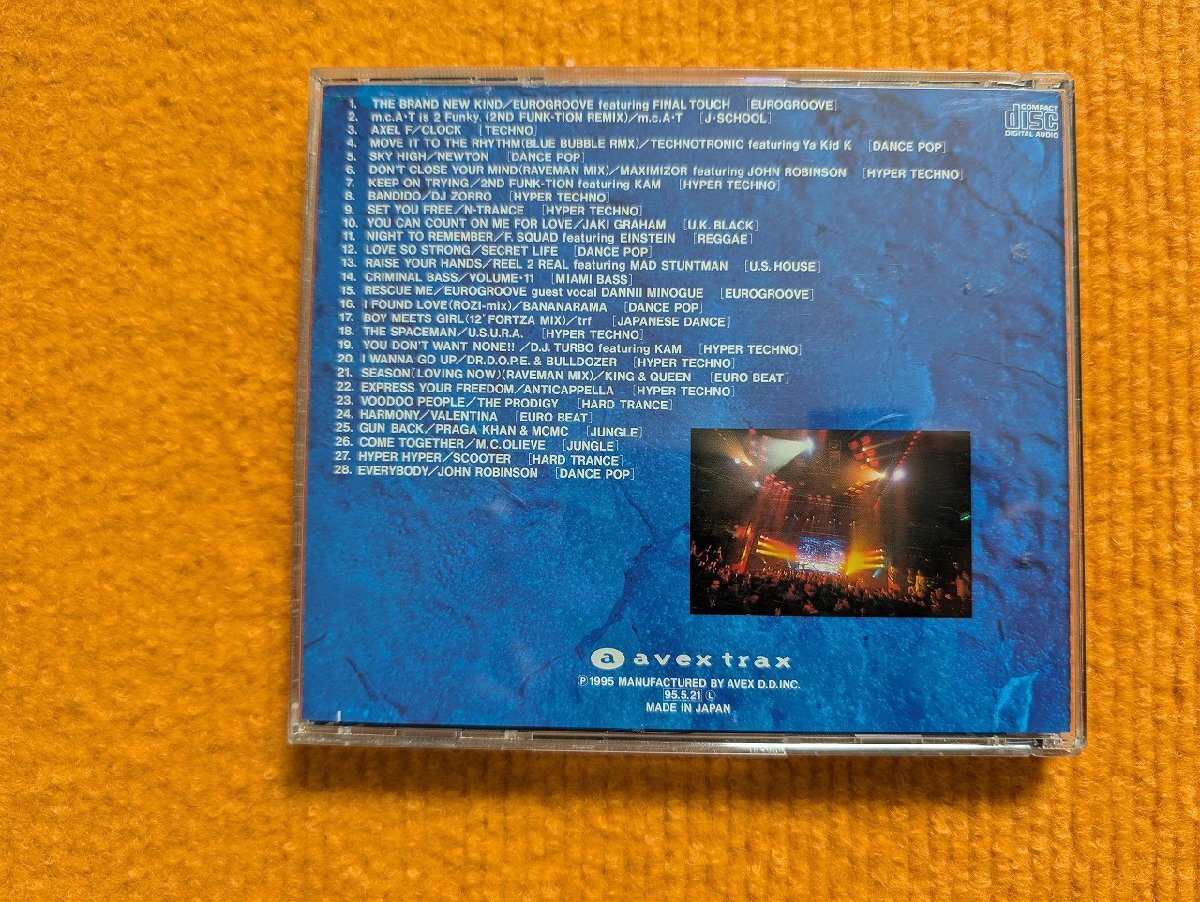 1. THE BRAND NEW KIND/EUROGROOVE featuring FINAL TOUCH [EUROGROOVE]
2. m.c.A・T is 2 Funky. (2ND FUNK-TION REMIX)/m.c.A・T [J-SCHOOL]
3. AXEL F/CLOCK [TECHNO]
4. MOVE IT TO THE RHYTHM(BLUE BUBBLE RMX)/TECHNOTRONIC featuring Ya Kid K [DANCE POP]
5. SKY HIGH/NEWTON [DANCE POP]
6. DON'T CLOSE YOUR MIND(RAVEMAN MIX)/MAXIMIZOR featuring JOHN ROBINSON [HYPER TECHNO]
7. KEEP ON TRYING/2ND FUNK-TION featuring KAM [HYPER TECHNO]
8. BANDIDO/DJ ZORRO [HYPER TECHNO]
9. SET YOU FREE/N-TRANCE [HYPER TECHNO]
10. YOU CAN COUNT ON ME FOR LOVE/JAKI GRAHAM [U.K. BLACK]
11. NIGHT TO REMEMBER/F. SQUAD featuring EINSTEIN [REGGAE]
12. LOVE SO STRONG/SECRET LIFE [DANCE POP]
13. RAISE YOUR HANDS/REEL 2 REAL featuring MAD STUNTMAN [U.S. HOUSE]
14. CRIMINAL BASS/VOLUME・11 [MIAMI BASS]
15. RESCUE ME/EUROGROOVE guest vocal DANNII MINOGUE [EUROGROOVE]
16. I FOUND LOVE(ROZI-mix)/BANANARAMA [DANCE POP]
17. BOY MEETS GIRL(12" FORTZA MIX)/trf [JAPANESE DANCE]
18. THE SPACEMAN/U.S.U.R.A. [HYPER TECHNO]
19. YOU DON'T WANT NONE!! /D.J. TURBO featuring KAM [HYPER TECHNO]
20. I WANNA GO UP/DR.D.O.P.E. & BULLDOZER [HYPER TECHNO]
21. SEASON(LOVING NOW)(RAVEMAN MIX)/KING & QUEEN [EURO BEAT]
22. EXPRESS YOUR FREEDOM/ANTICAPPELLA [HYPER TECHNO]
23. VOODOO PEOPLE/THE PRODIGY [HARD TRANCE]
24. HARMONY/VALENTINA [EURO BEAT]
25. GUN BACK/PRAGA KHAN & MCMC [JUNGLE]
26. COME TOGETHER/M.C.OLIEVE [JUNGLE]
27. HYPER HYPER/SCOOTER [HARD TRANCE]
28. EVERYBODY/JOHN ROBINSON [DANCE POP]
COMPACT
disc
DIGITAL AUDIO
a avex trax
℗ 1995 MANUFACTURED BY AVEX D.D.INC.
95.5.21 Ⓛ
MADE IN JAPAN